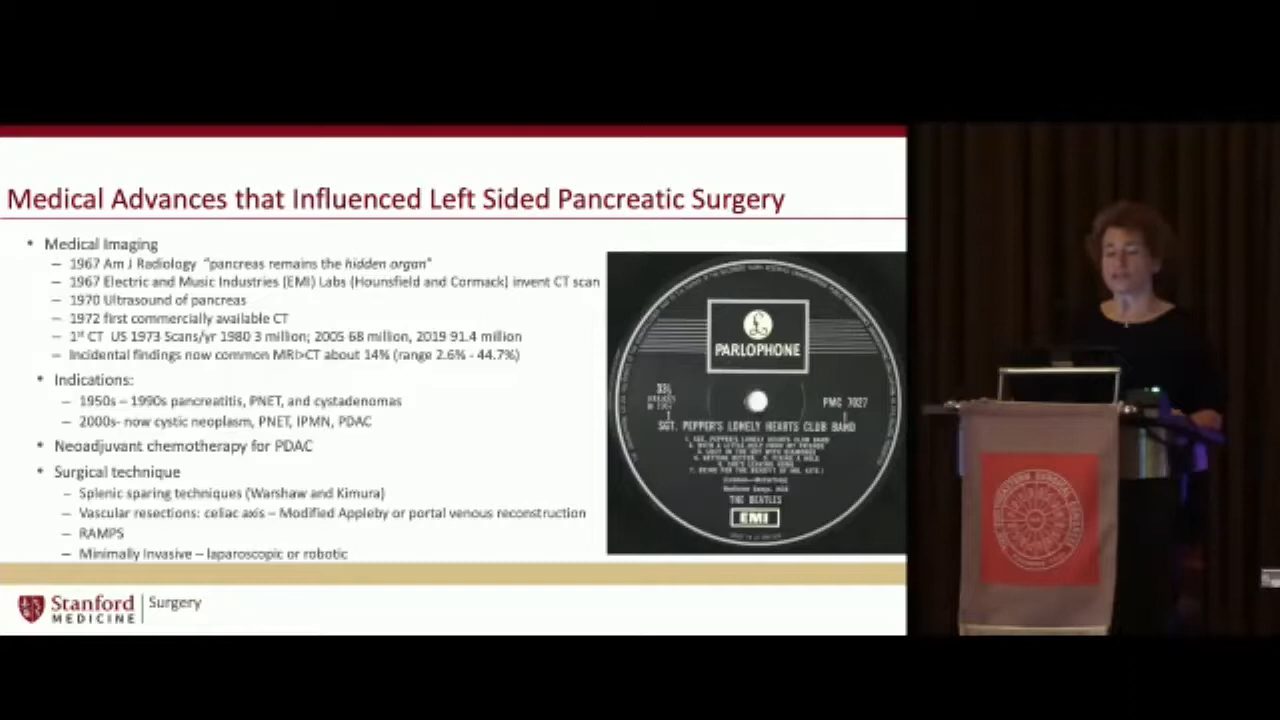 Medical Advances that Influenced Left Sided Pancreatic Surgery
• Medical Imaging
– 1967 Am J Radiology "pancreas remains the hidden organ"
– 1967 Electric and Music Industries (EMI) Labs (Hounsfield and Cormack) invent CT scan
– 1970 Ultrasound of pancreas
– 1972 first commercially available CT
– 1st CT US 1973 Scans/yr 1980 3 million; 2005 68 million, 2019 91.4 million
– Incidental findings now common MRI>CT about 14% (range 2.6% - 44.7%)
• Indications:
– 1950s – 1990s pancreatitis, PNET, and cystadenomas
– 2000s- now cystic neoplasm, PNET, IPMN, PDAC
• Neoadjuvant chemotherapy for PDAC
• Surgical technique
– Splenic sparing techniques (Warshaw and Kimura)
– Vascular resections: celiac axis – Modified Appleby or portal venous reconstruction
– RAMPS
– Minimally Invasive – laparoscopic or robotic
£
PARLOPHONE
PMC 7027
SGT. PEPPER'S LONELY HEARTS CLUB BAND
THE BEATLES
EMI
Stanford
MEDICINE
Surgery